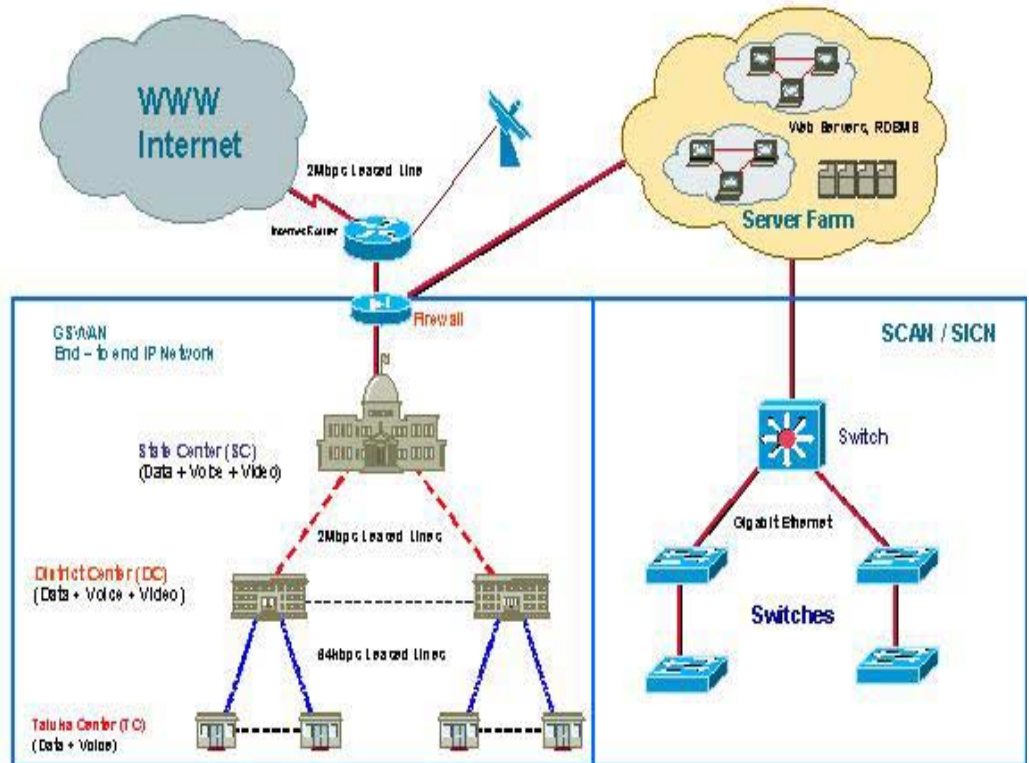 WWW
Internet
2Mbps Leased Line
Internet Router
Web Servers, RDBMS
Server Farm
Firewall
GSWAN
End – to end IP Network
SCAN / SICN
State Center (SC)
(Data + Voice + Video)
Switch
Gigabit Ethernet
2Mbps Leased Lines
District Center (DC)
(Data + Voice + Video)
Switches
64kbps Leased Lines
Taluka Center (TC)
(Data + Voice)